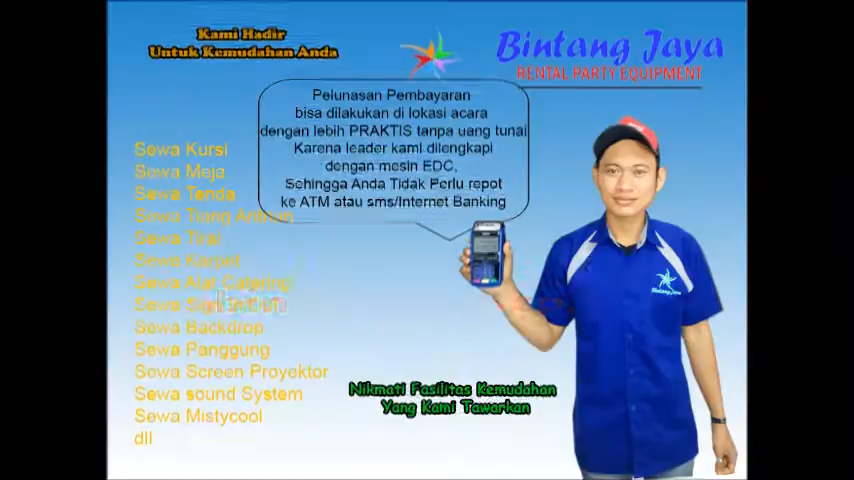 Kami Hadir
Untuk Kemudahan Anda
Bintang Jaya
RENTAL PARTY EQUIPMENT
Pelunasan Pembayaran
bisa dilakukan di lokasi acara
dengan lebih PRAKTIS tanpa uang tunai
Karena leader kami dilengkapi
dengan mesin EDC,
Sehingga Anda Tidak Perlu repot
ke ATM atau sms/Internet Banking
Sewa Kursi
Sewa Meja
Sewa Tenda
Sewa Tiang Antrian
Sewa Tirai
Sewa Karpet
Sewa Alat Catering
Sewa
Sewa Backdrop
Sewa Panggung
Sewa Screen Proyektor
Sewa sound System
Sewa Mistycool
dll
Nikmati Fasilitas Kemudahan
Yang Kami Tawarkan
Bintang Jaya